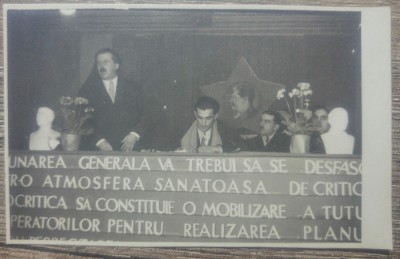 UNAREA GENERALA VA TREBUI SA SE DESFASO
R-O ATMOSFERA SANATOASA DE CRITIC
OCRITICA SA CONSTITUIE O MOBILIZARE A TUTU
PERATORILOR PENTRU REALIZAREA PLANU